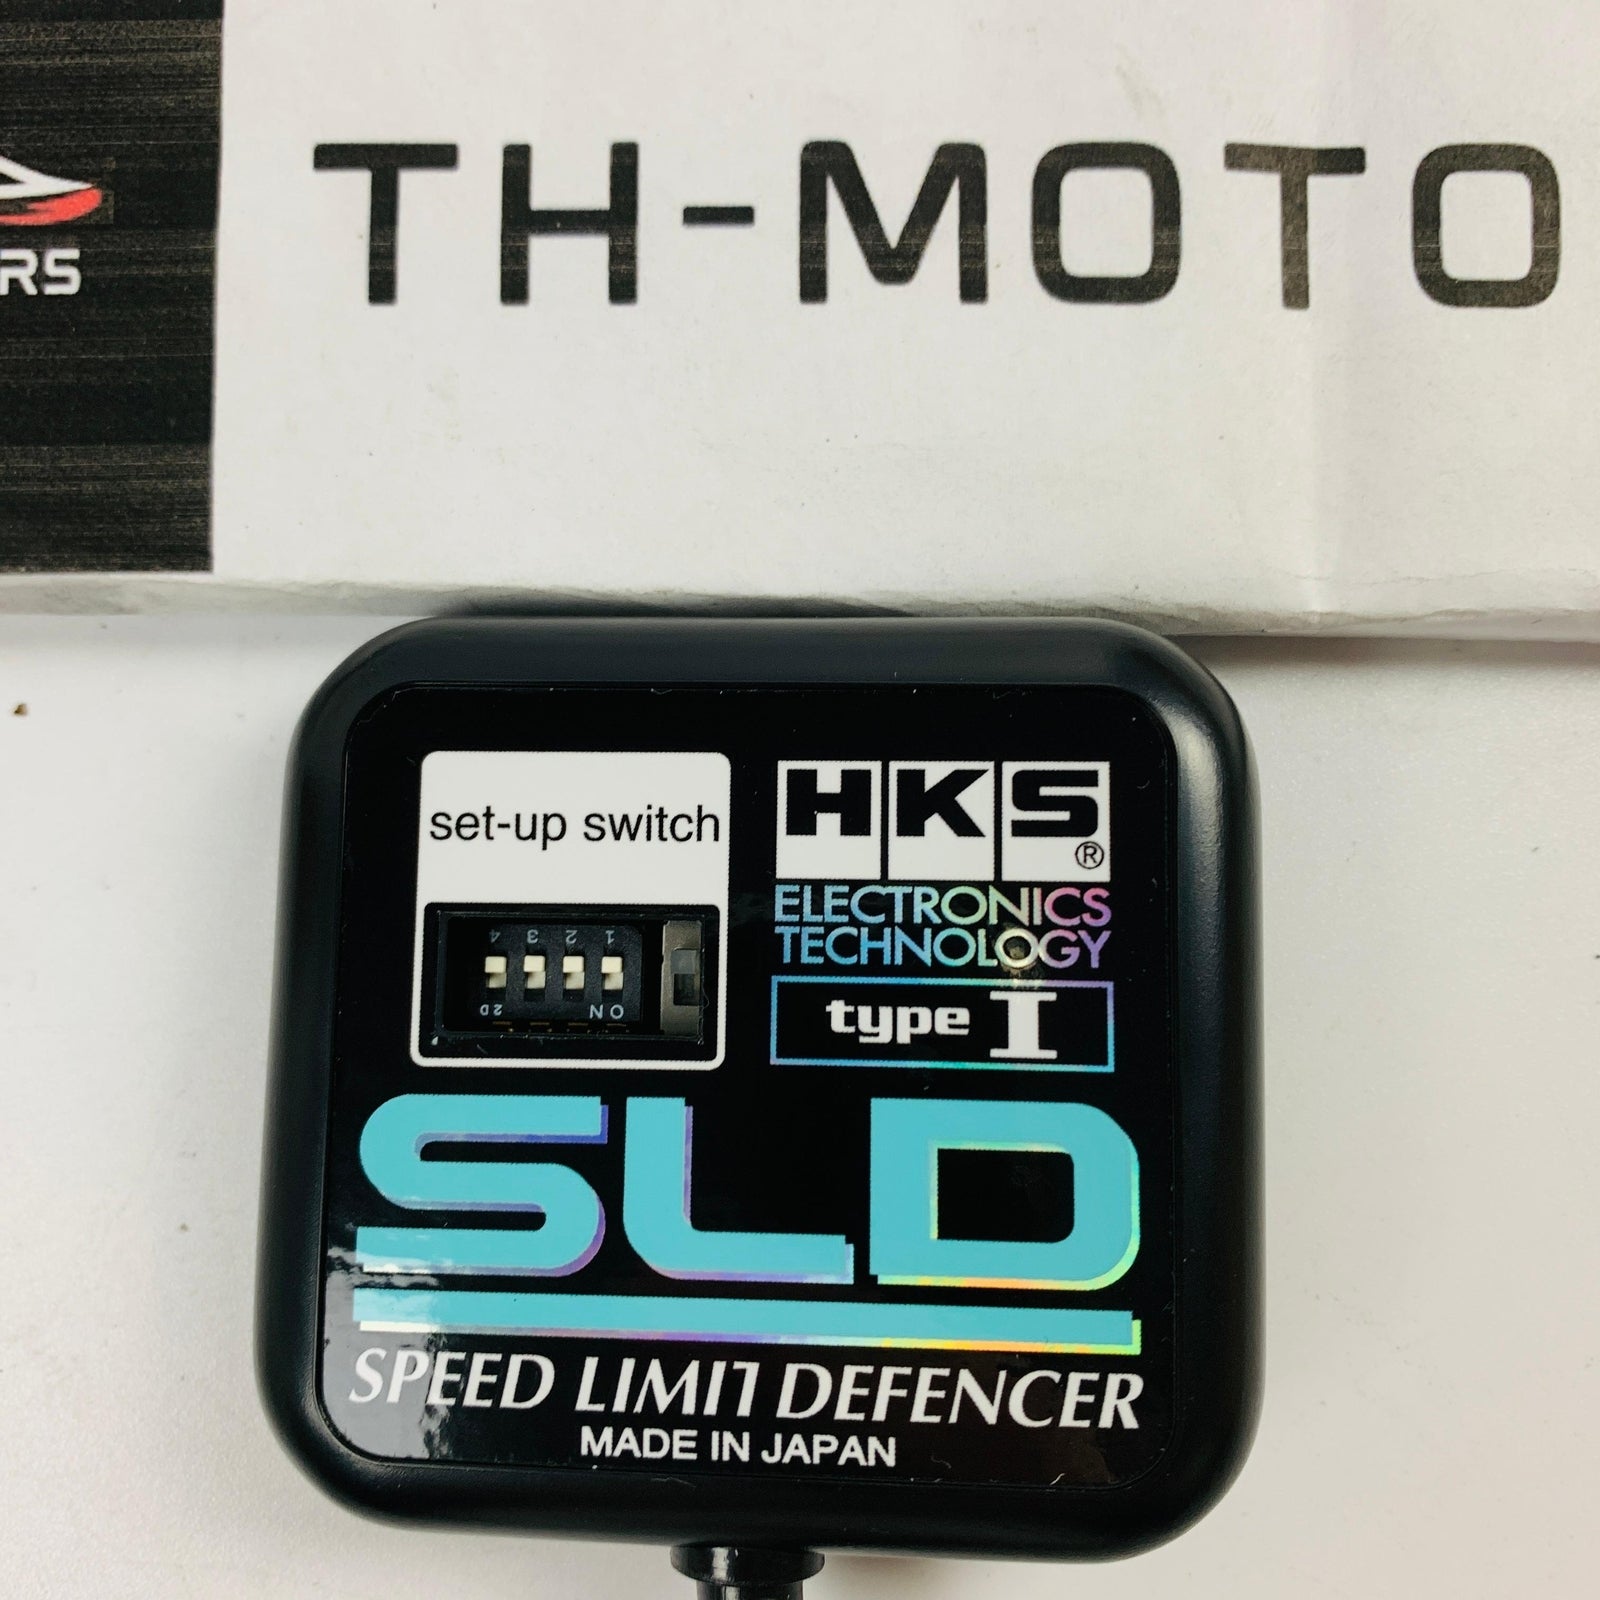 TH-MOTO
RS
set-up switch
HKS®
ELECTRONICS
TECHNOLOGY
type I
4 3 2 1
2D NO
SLD
SPEED LIMIT DEFENCER
MADE IN JAPAN